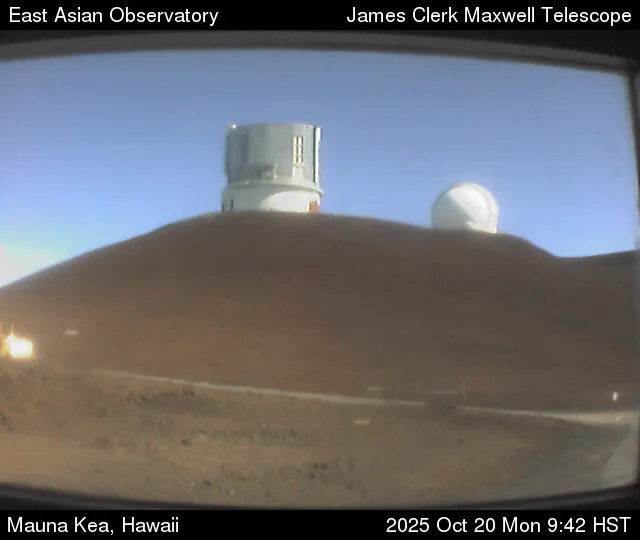 East Asian Observatory
James Clerk Maxwell Telescope
Mauna Kea, Hawaii
2025 Oct 20 Mon 9:42 HST